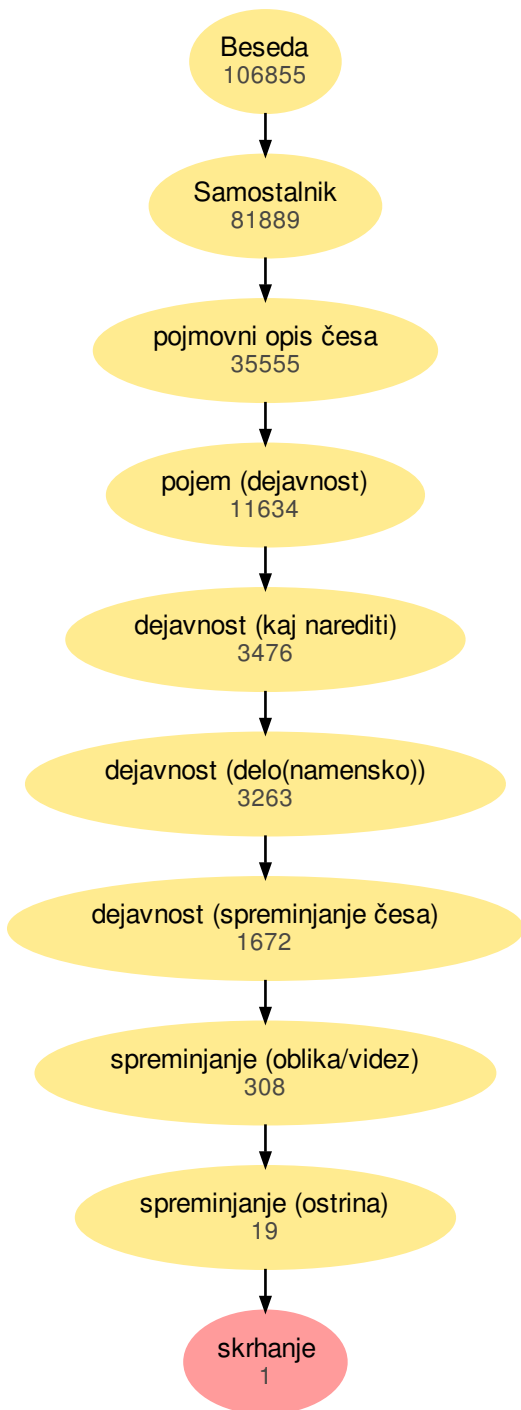 Beseda
106855
Samostalnik
81889
pojmovni opis česa
35555
pojem (dejavnost)
11634
dejavnost (kaj narediti)
3476
dejavnost (delo(namensko))
3263
dejavnost (spreminjanje česa)
1672
spreminjanje (oblika/videz)
308
spreminjanje (ostrina)
19
skrhanje
1